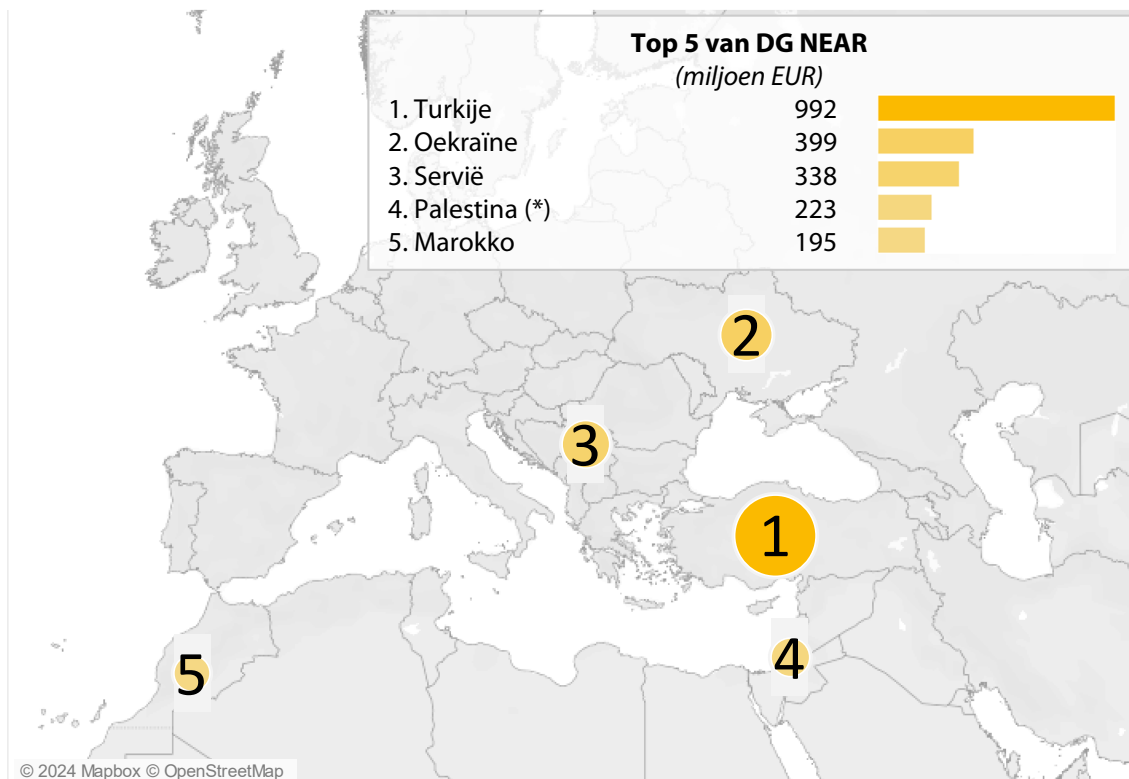 Top 5 van DG NEAR
(miljoen EUR)
1. Turkije 992
2. Oekraïne 399
3. Servië 338
4. Palestina (*) 223
5. Marokko 195
2
3
1
4
5
© 2024 Mapbox © OpenStreetMap